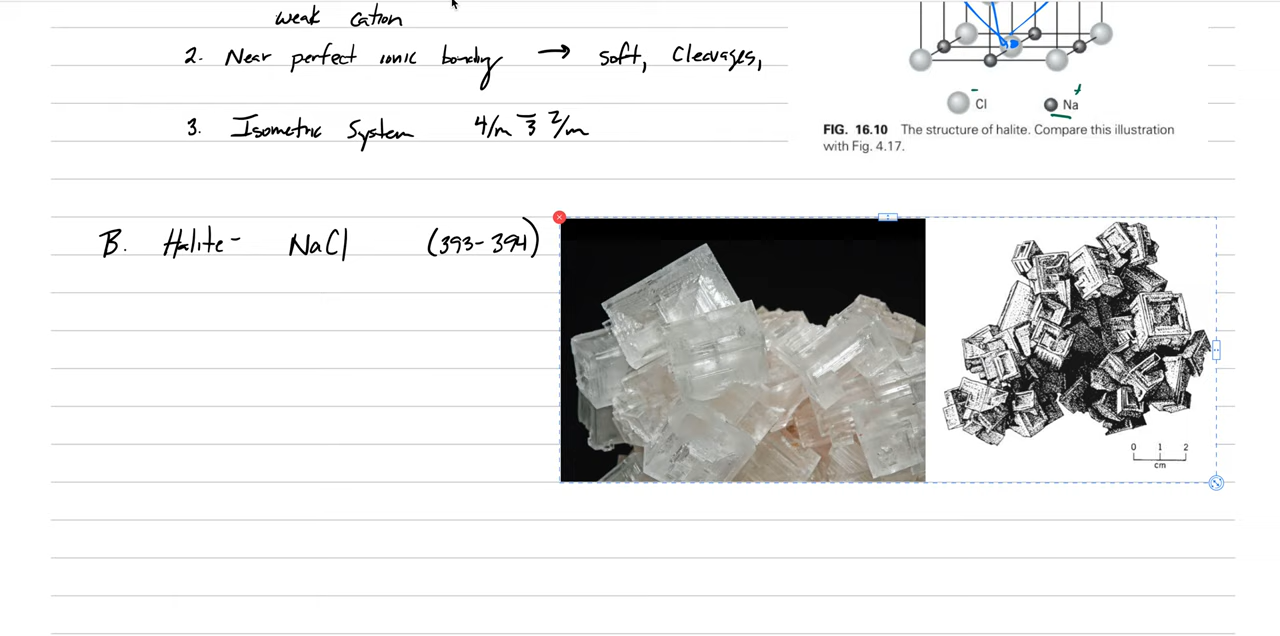 weak cation
2. Near perfect ionic bonding → soft, Cleavages,
3. Isometric System 4/m 3̅ 2/m
- Cl
+ Na
FIG. 16.10 The structure of halite. Compare this illustration
with Fig. 4.17.
B. Halite - NaCl (393-394)
0 1 2
cm